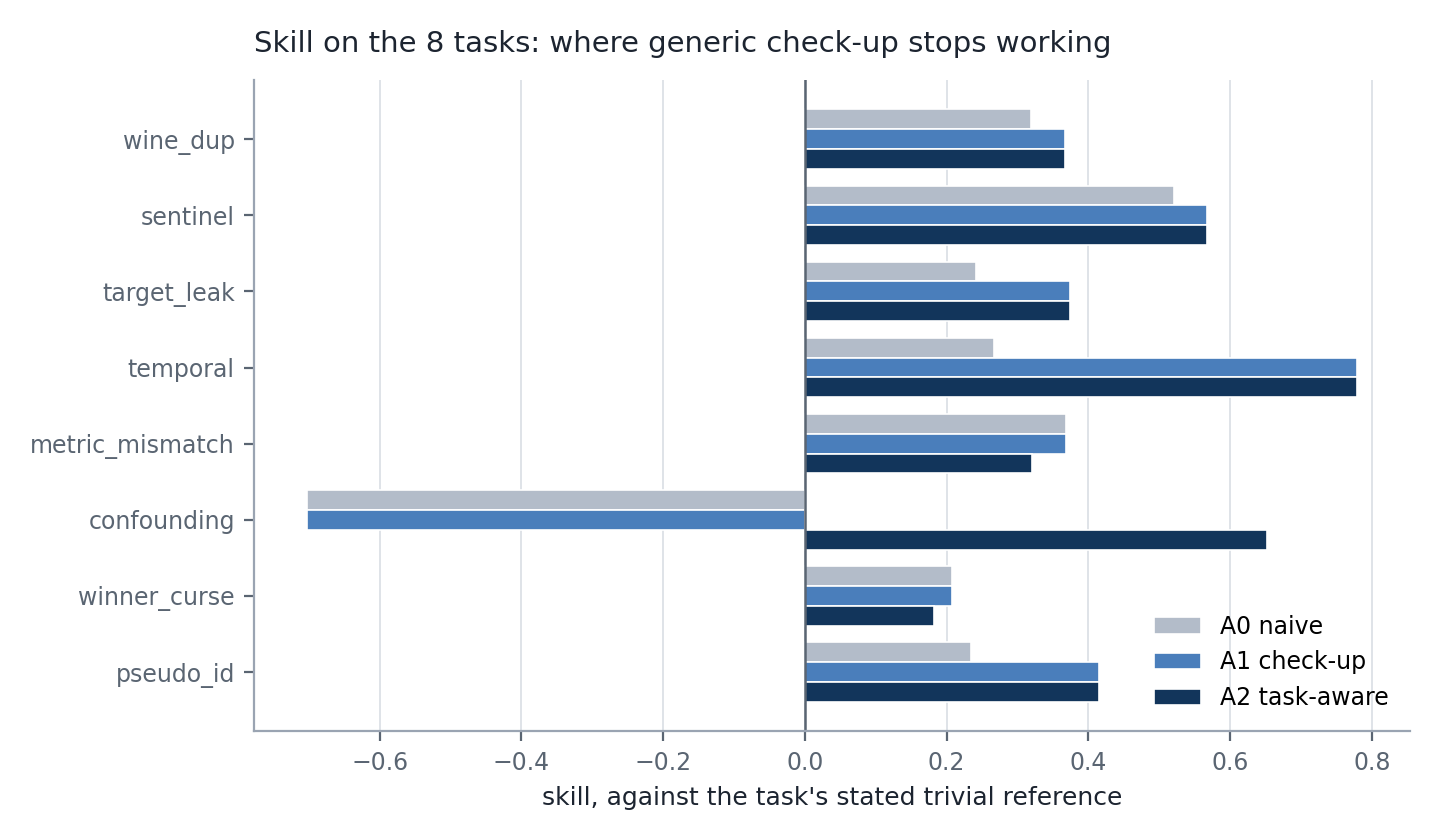 Skill on the 8 tasks: where generic check-up stops working
wine_dup
sentinel
target_leak
temporal
metric_mismatch
confounding
winner_curse
pseudo_id
A0 naive
A1 check-up
A2 task-aware
−0.6 −0.4 −0.2 0.0 0.2 0.4 0.6 0.8
skill, against the task's stated trivial reference